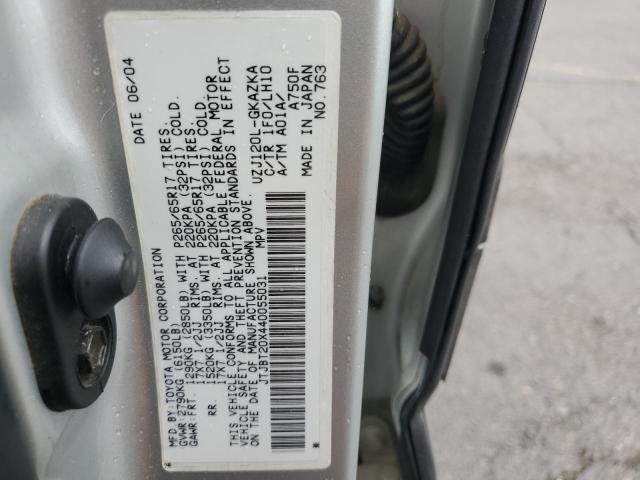 MFD BY TOYOTA MOTOR CORPORATION DATE 06/04
GVWR:2790KG(6150LB)
GAWR:FRT. 1290KG (2850LB) WITH P265/65R17 TIRES,
17X7 1/2JJ RIMS, AT 220KPA (32PSI) COLD.
RR. 1520KG (3350LB) WITH P265/65R17 TIRES,
17X7 1/2JJ RIMS, AT 220KPA (32PSI) COLD.
THIS VEHICLE CONFORMS TO ALL APPLICABLE FEDERAL MOTOR
VEHICLE SAFETY AND THEFT PREVENTION STANDARDS IN EFFECT
ON THE DATE OF MANUFACTURE SHOWN ABOVE.
JTJBT20X440055031 MPV
UZJ120L-GKAZKA
C/TR 1F0/LH10
A/TM A01A/ A750F
MADE IN JAPAN
NO.763